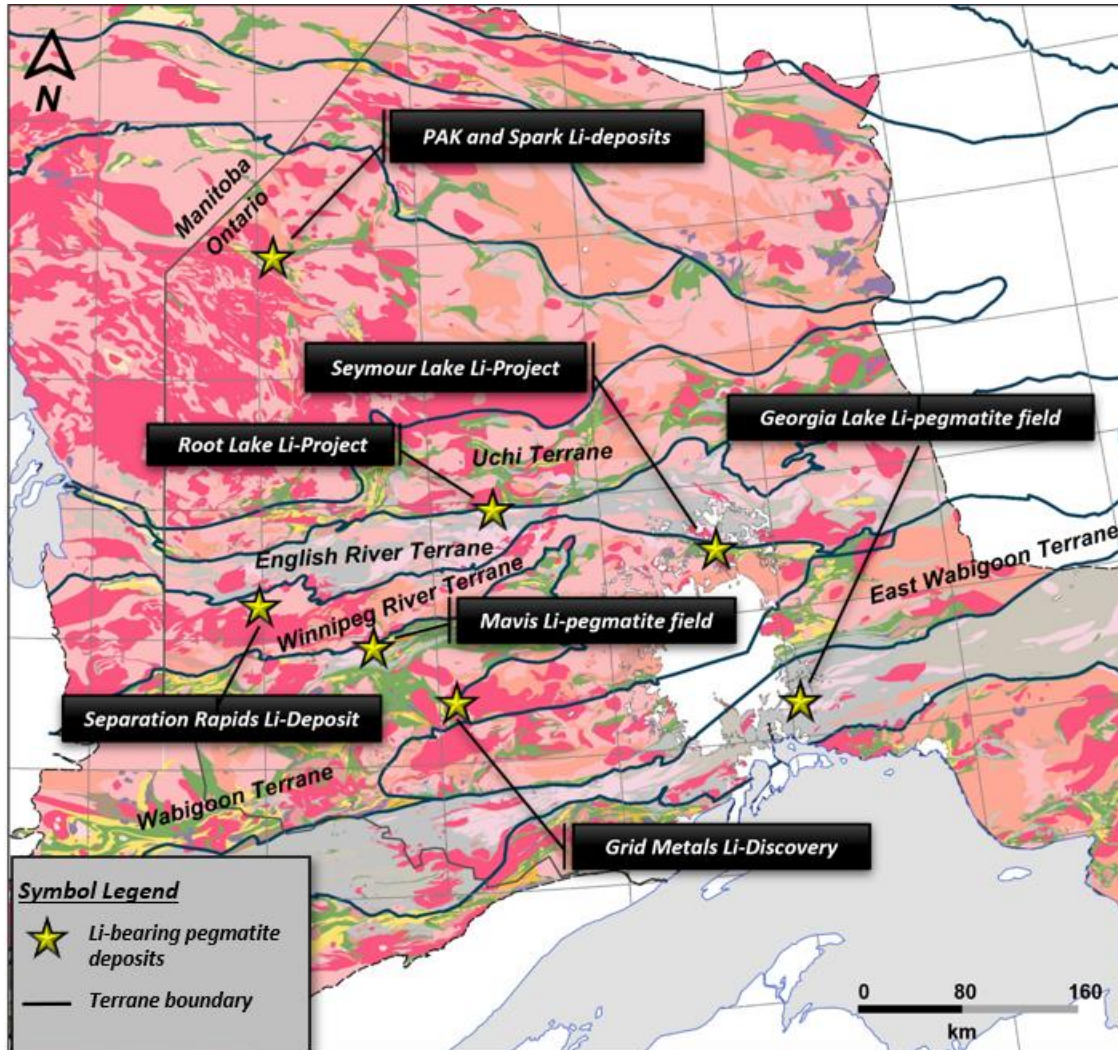 N
PAK and Spark Li-deposits
Manitoba
Ontario
Seymour Lake Li-Project
Georgia Lake Li-pegmatite field
Root Lake Li-Project
Uchi Terrane
English River Terrane
East Wabigoon Terrane
Winnipeg River Terrane
Mavis Li-pegmatite field
Separation Rapids Li-Deposit
Wabigoon Terrane
Grid Metals Li-Discovery
Symbol Legend
Li-bearing pegmatite
deposits
Terrane boundary
0 80 160
km